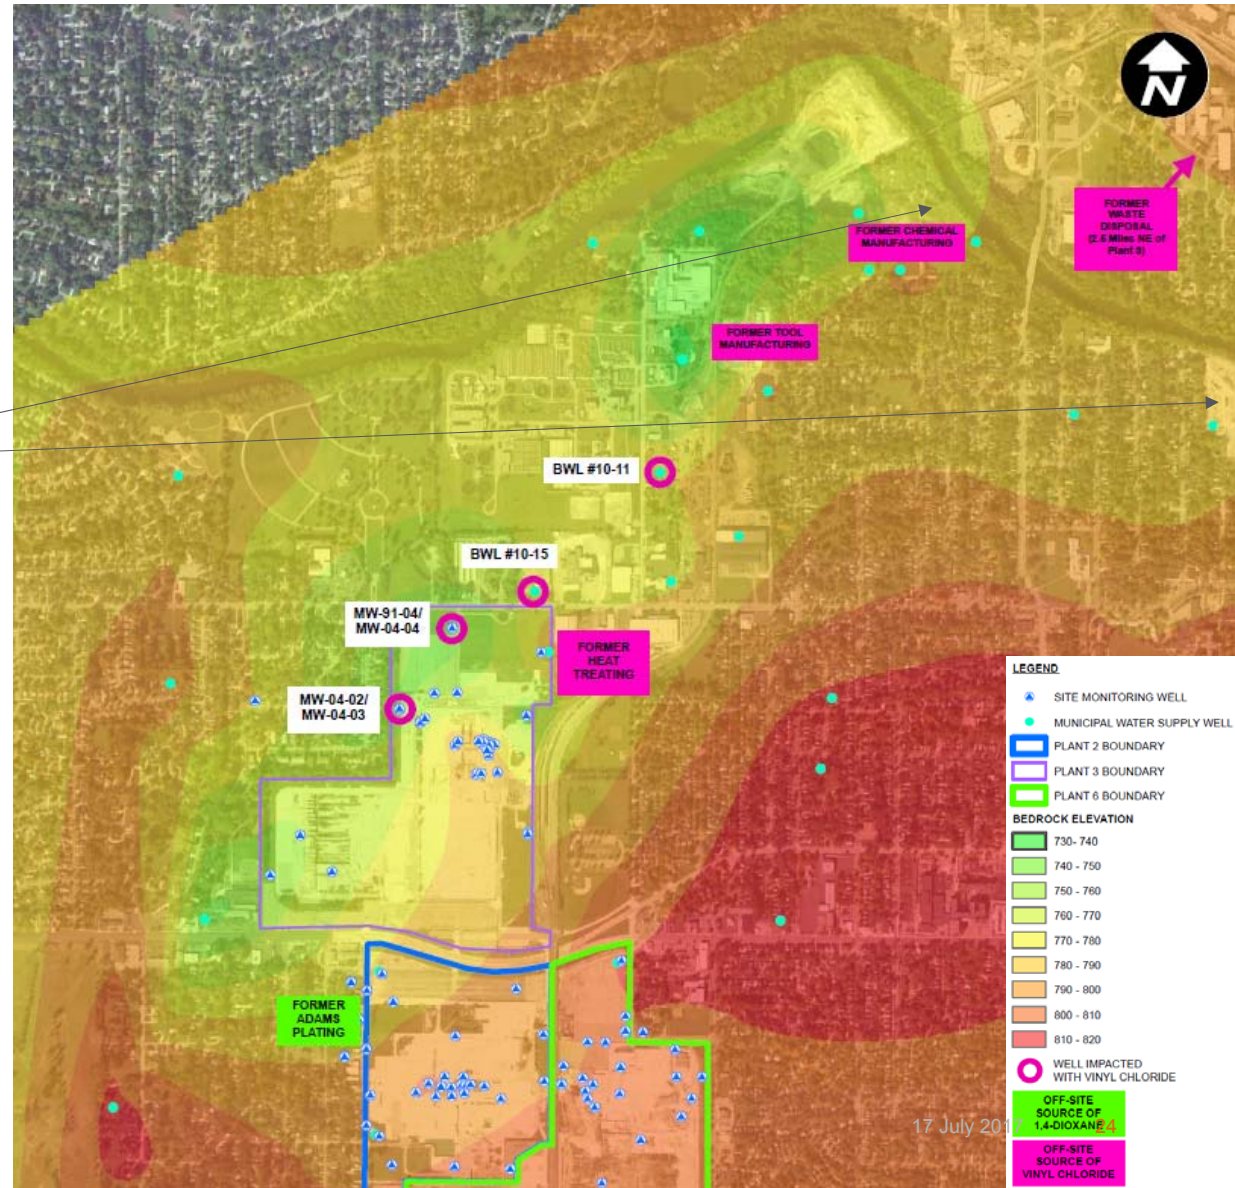 N
FORMER
WASTE
DISPOSAL
(2.6 Miles NE of
Plant 6)
FORMER CHEMICAL
MANUFACTURING
FORMER TOOL
MANUFACTURING
BWL #10-11
BWL #10-15
MW-91-04/
MW-04-04
FORMER
HEAT
TREATING
MW-04-02/
MW-04-03
FORMER
ADAMS
PLATING
LEGEND
SITE MONITORING WELL
MUNICIPAL WATER SUPPLY WELL
PLANT 2 BOUNDARY
PLANT 3 BOUNDARY
PLANT 6 BOUNDARY
BEDROCK ELEVATION
730- 740
740 - 750
750 - 760
760 - 770
770 - 780
780 - 790
790 - 800
800 - 810
810 - 820
WELL IMPACTED
WITH VINYL CHLORIDE
OFF-SITE
SOURCE OF
1,4-DIOXANE
17 July 2017
24
OFF-SITE
SOURCE OF
VINYL CHLORIDE